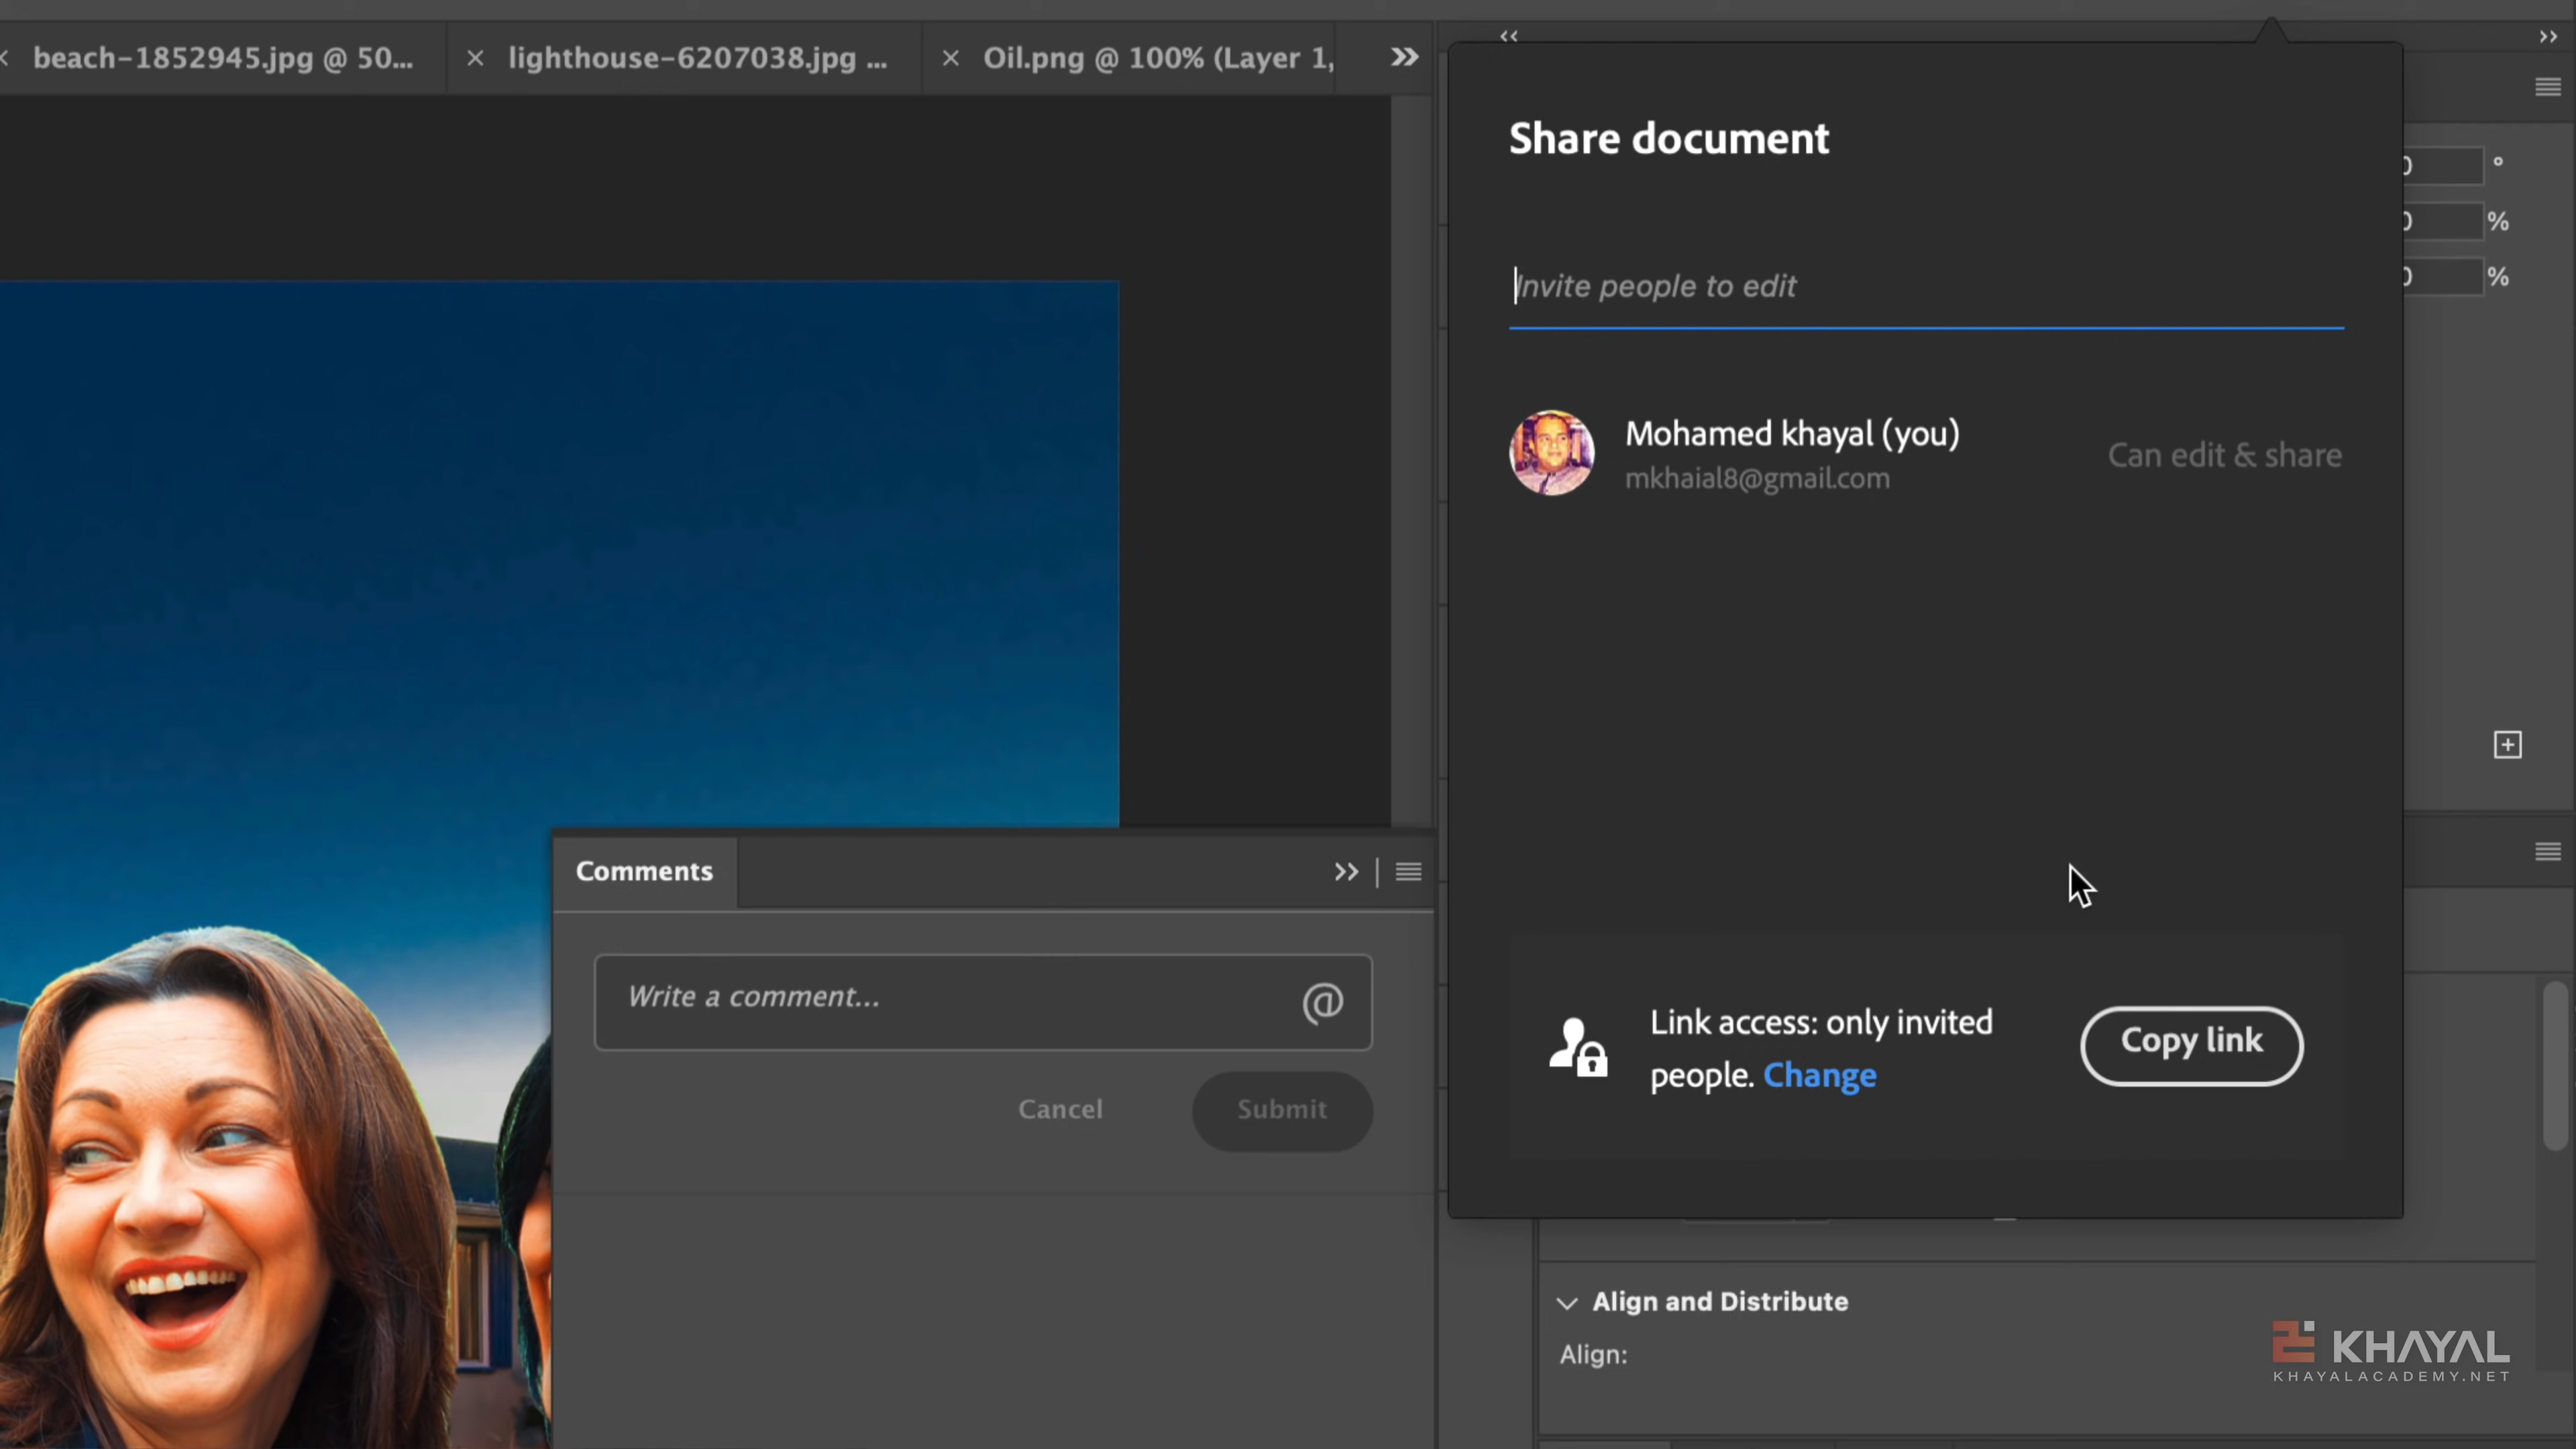 beach-1852945.jpg @ 50...
lighthouse-6207038.jpg ...
Oil.png @ 100% (Layer 1,
Share document
Invite people to edit
Mohamed khayal (you)
mkhaial8@gmail.com
Can edit & share
°
%
%
Comments
Write a comment...
@
Cancel
Submit
Link access: only invited
people. Change
Copy link
Align and Distribute
Align:
KHAYAL
KHAYALACADEMY.NET